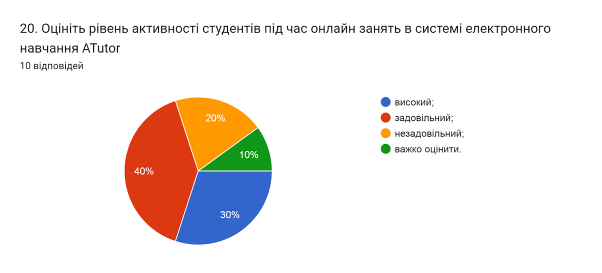 20. Оцініть рівень активності студентів під час онлайн занять в системі електронного
навчання ATutor
10 відповідей
високий;
задовільний;
незадовільний;
важко оцінити.
20%
10%
40%
30%